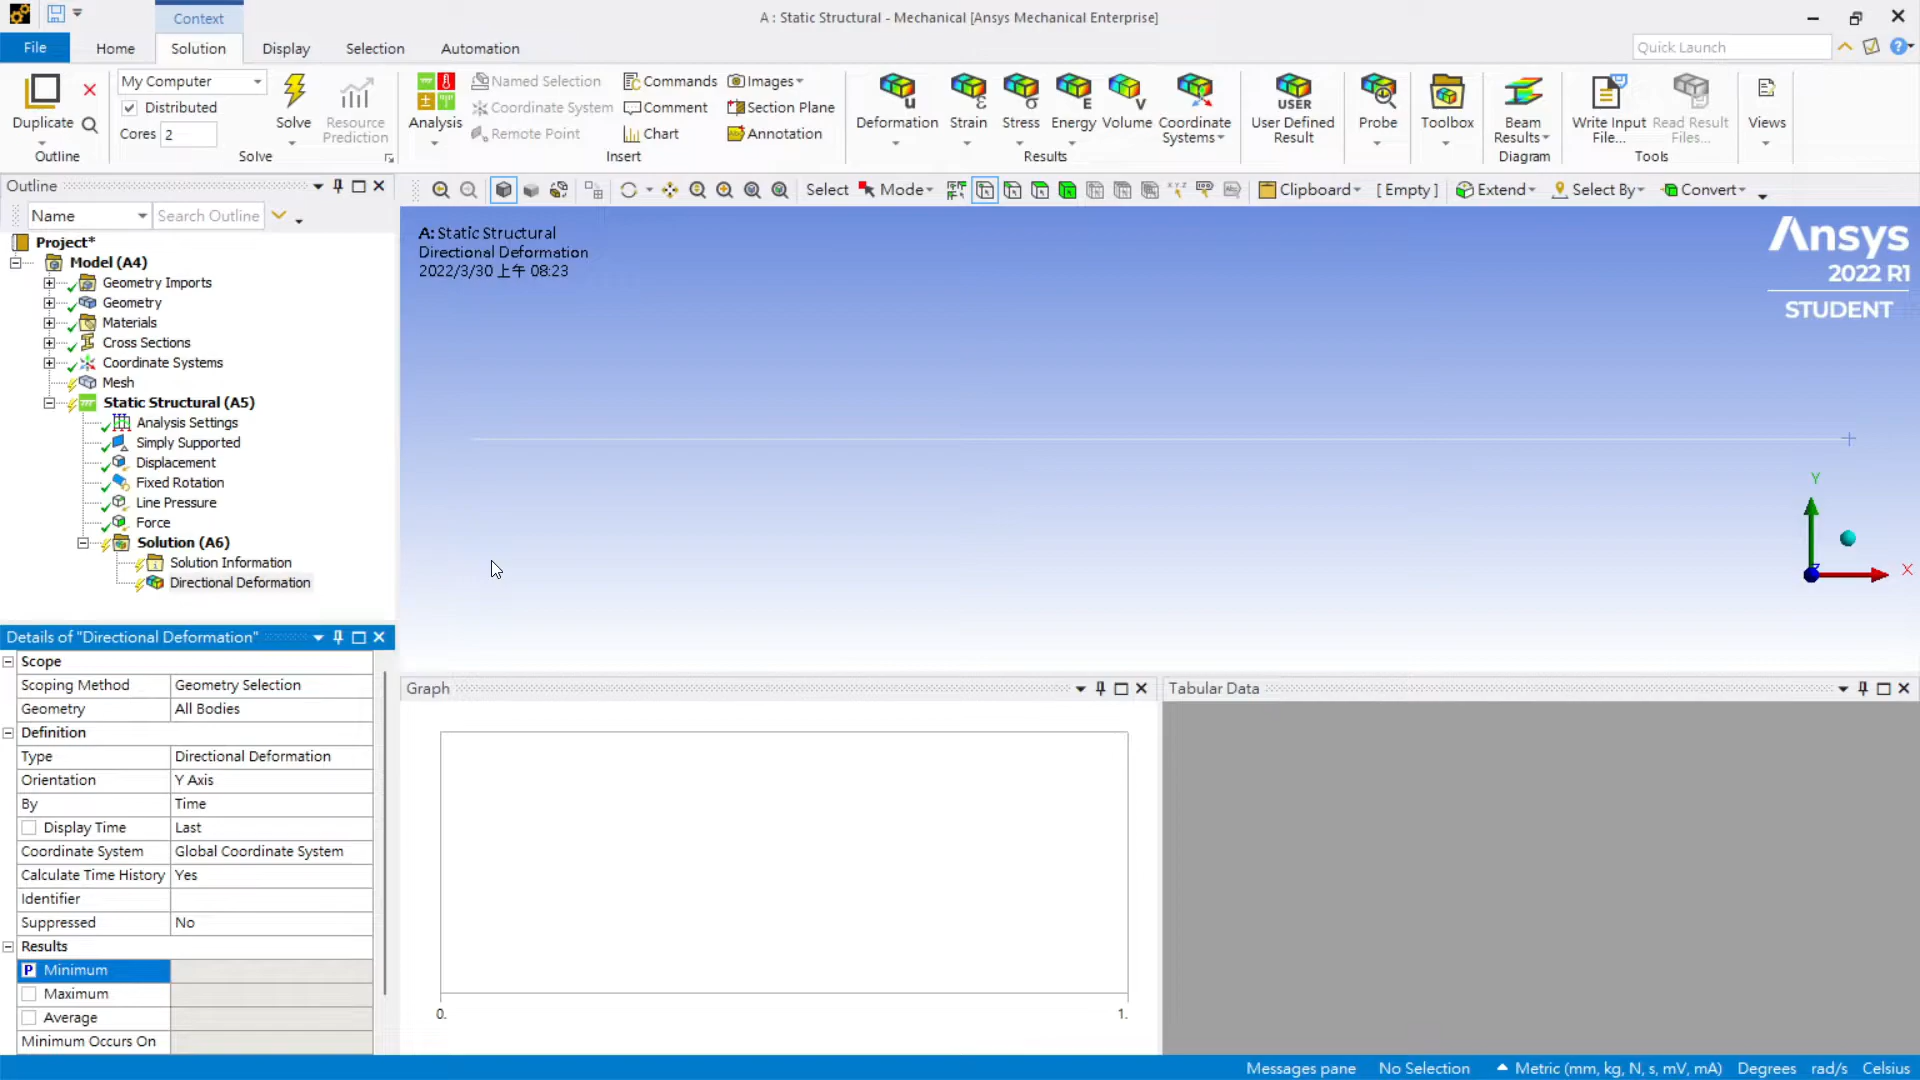 Context
A : Static Structural - Mechanical [Ansys Mechanical Enterprise]
File
Home
Solution
Display
Selection
Automation
Quick Launch
Duplicate
Outline
My Computer
Distributed
Cores 2
Solve
Resource
Prediction
Solve
Analysis
Named Selection
Coordinate System
Remote Point
Commands
Comment
Chart
Images
Section Plane
Annotation
Insert
Deformation
Strain
Stress
Energy
Volume
Coordinate
Systems
Results
USER
User Defined
Result
Probe
Toolbox
Beam
Results
Diagram
Write Input
File...
Read Result
Files...
Tools
Views
Outline
Select
Mode
Clipboard
[ Empty ]
Extend
Select By
Convert
Name
Search Outline
Project*
Model (A4)
Geometry Imports
Geometry
Materials
Cross Sections
Coordinate Systems
Mesh
Static Structural (A5)
Analysis Settings
Simply Supported
Displacement
Fixed Rotation
Line Pressure
Force
Solution (A6)
Solution Information
Directional Deformation
A: Static Structural
Directional Deformation
2022/3/30 上午 08:23
Ansys
2022 R1
STUDENT
Y
X
Details of "Directional Deformation"
Scope
Scoping Method Geometry Selection
Geometry All Bodies
Definition
Type Directional Deformation
Orientation Y Axis
By Time
Display Time Last
Coordinate System Global Coordinate System
Calculate Time History Yes
Identifier
Suppressed No
Results
P Minimum
Maximum
Average
Minimum Occurs On
Graph
0.
1.
Tabular Data
Messages pane
No Selection
Metric (mm, kg, N, s, mV, mA)
Degrees
rad/s
Celsius